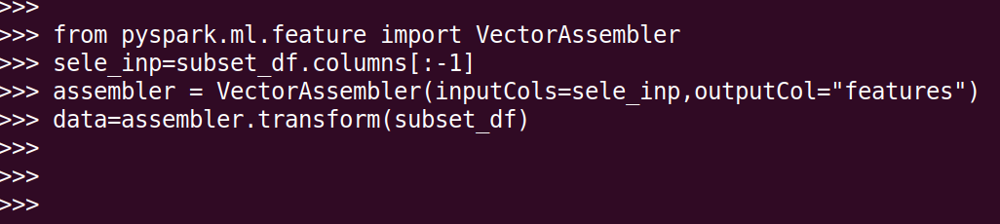 >>>
>>> from pyspark.ml.feature import VectorAssembler
>>> sele_inp=subset_df.columns[:-1]
>>> assembler = VectorAssembler(inputCols=sele_inp,outputCol="features")
>>> data=assembler.transform(subset_df)
>>>
>>>
>>>